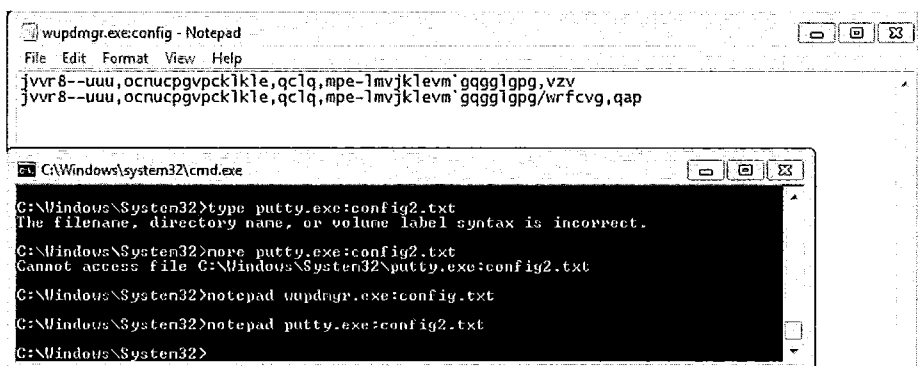 wupdmgr.exe:config - Notepad
File Edit Format View Help
jvvr8--uuu,ocnucpgvpcklkle,qclq,mpe-lmvjklevm`gqgglgpg,vzv
jvvr8--uuu,ocnucpgvpcklkle,qclq,mpe-lmvjklevm`gqgglgpg/wrfcvg,qap
C:\Windows\system32\cmd.exe
C:\Windows\System32>type putty.exe:config2.txt
The filename, directory name, or volume label syntax is incorrect.
C:\Windows\System32>more putty.exe:config2.txt
Cannot access file C:\Windows\System32\putty.exe:config2.txt
C:\Windows\System32>notepad wupdmgr.exe:config.txt
C:\Windows\System32>notepad putty.exe:config2.txt
C:\Windows\System32>